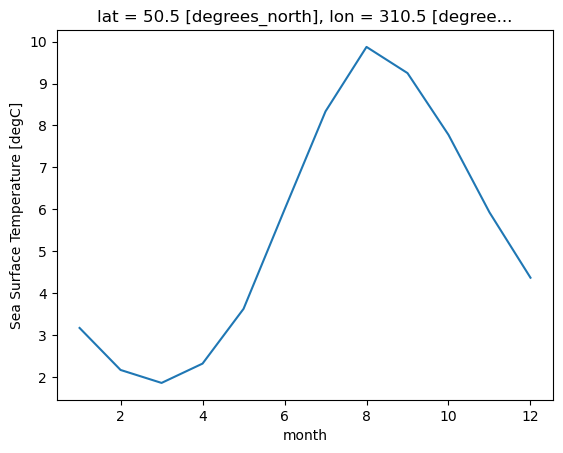 lat = 50.5 [degrees_north], lon = 310.5 [degree...
10
9
8
7
6
5
4
3
2
Sea Surface Temperature [degC]
2 4 6 8 10 12
month